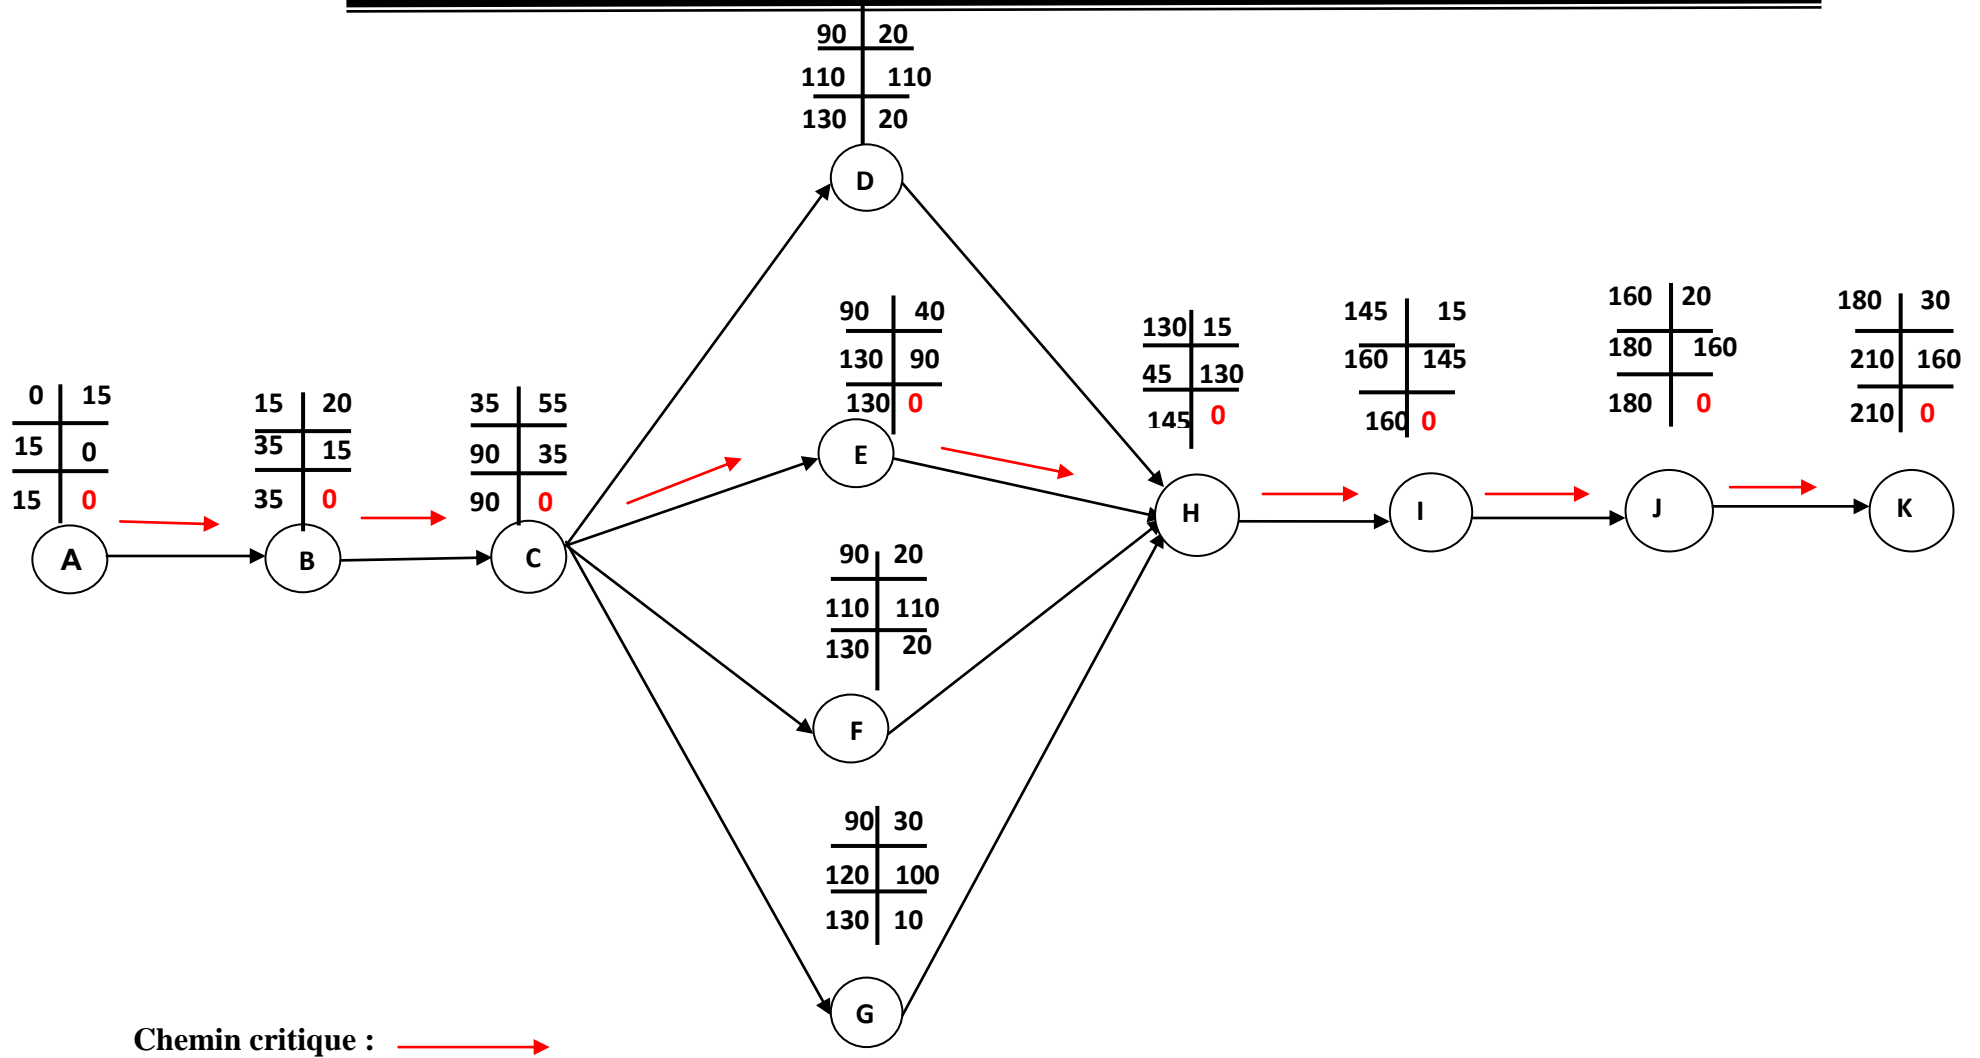 90 20
110 110
130 20
D
90 40
130 90
130 0
E
130 15
45 130
145 0
H
145 15
160 145
160 0
I
160 20
180 160
180 0
J
180 30
210 160
210 0
K
0 15
15 0
15 0
A
15 20
35 15
35 0
B
35 55
90 35
90 0
C
90 20
110 110
130 20
F
90 30
120 100
130 10
G
Chemin critique :